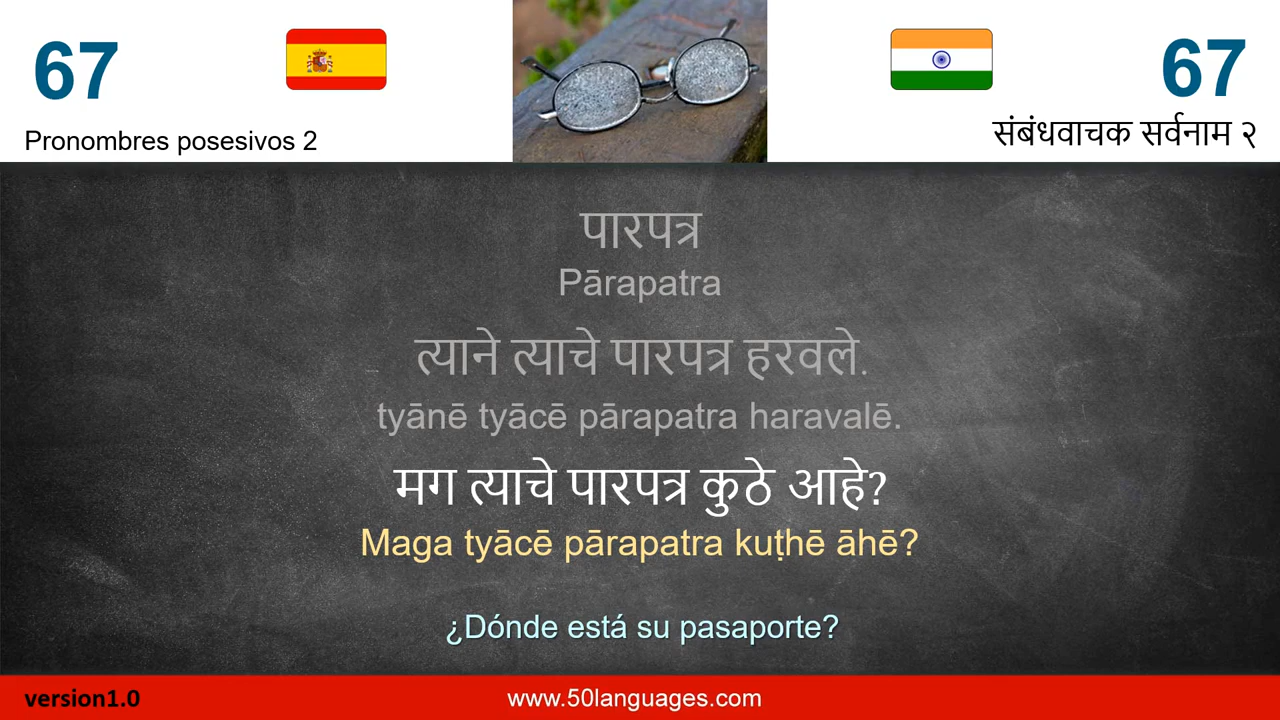 67
67
Pronombres posesivos 2
संबंधवाचक सर्वनाम २
पारपत्र
Pārapatra
त्याने त्याचे पारपत्र हरवले.
tyānē tyācē pārapatra haravalē.
मग त्याचे पारपत्र कुठे आहे?
Maga tyācē pārapatra kuṭhē āhē?
¿Dónde está su pasaporte?
version1.0
www.50languages.com